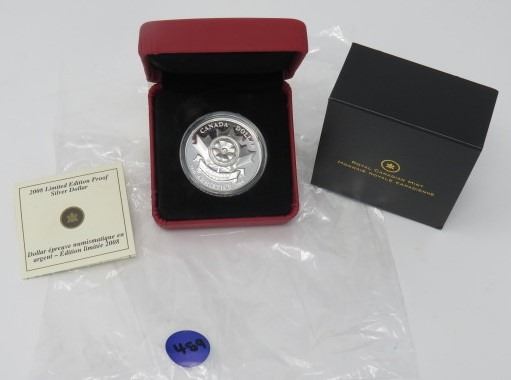 2008 Limited Edition Proof
Silver Dollar
Dollar épreuve numismatique en
argent – Édition limitée 2008
CANADA DOLLAR
ROYAL CANADIAN MINT
MONNAIE ROYALE CANADIENNE
489